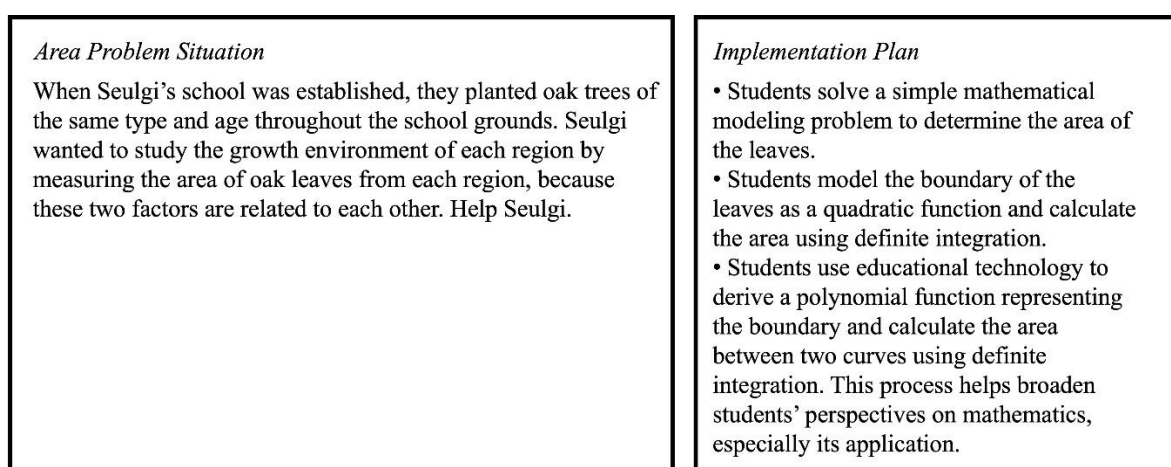 Area Problem Situation
When Seulgi’s school was established, they planted oak trees of
the same type and age throughout the school grounds. Seulgi
wanted to study the growth environment of each region by
measuring the area of oak leaves from each region, because
these two factors are related to each other. Help Seulgi.
Implementation Plan
• Students solve a simple mathematical
modeling problem to determine the area of
the leaves.
• Students model the boundary of the
leaves as a quadratic function and calculate
the area using definite integration.
• Students use educational technology to
derive a polynomial function representing
the boundary and calculate the area
between two curves using definite
integration. This process helps broaden
students’ perspectives on mathematics,
especially its application.